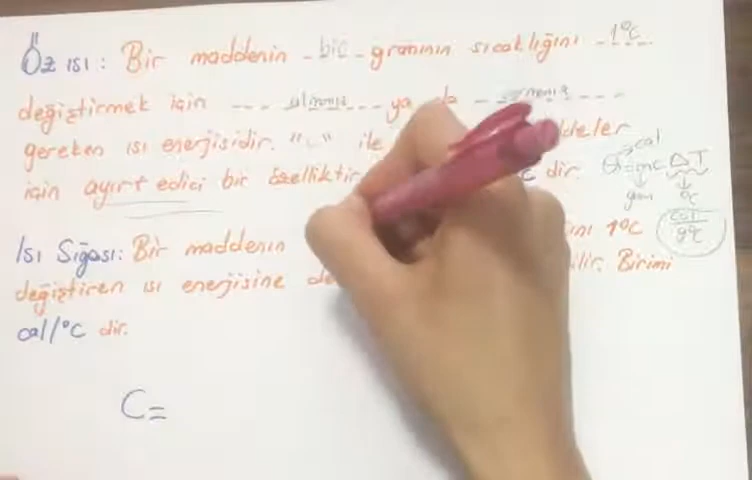 Öz ısı: Bir maddenin bir gramının sıcaklığını 1°C
değiştirmek için alınması ya da vermesi
gereken ısı enerjisidir. "c" ile
için ayırt edici bir özelliktir. dir.
cal
Q=mcΔT
gram °C
cal
g°C
Isı Sığası: Bir maddenin 1°C
değiştiren ısı enerjisine Birimi
cal/°C dir.
C=